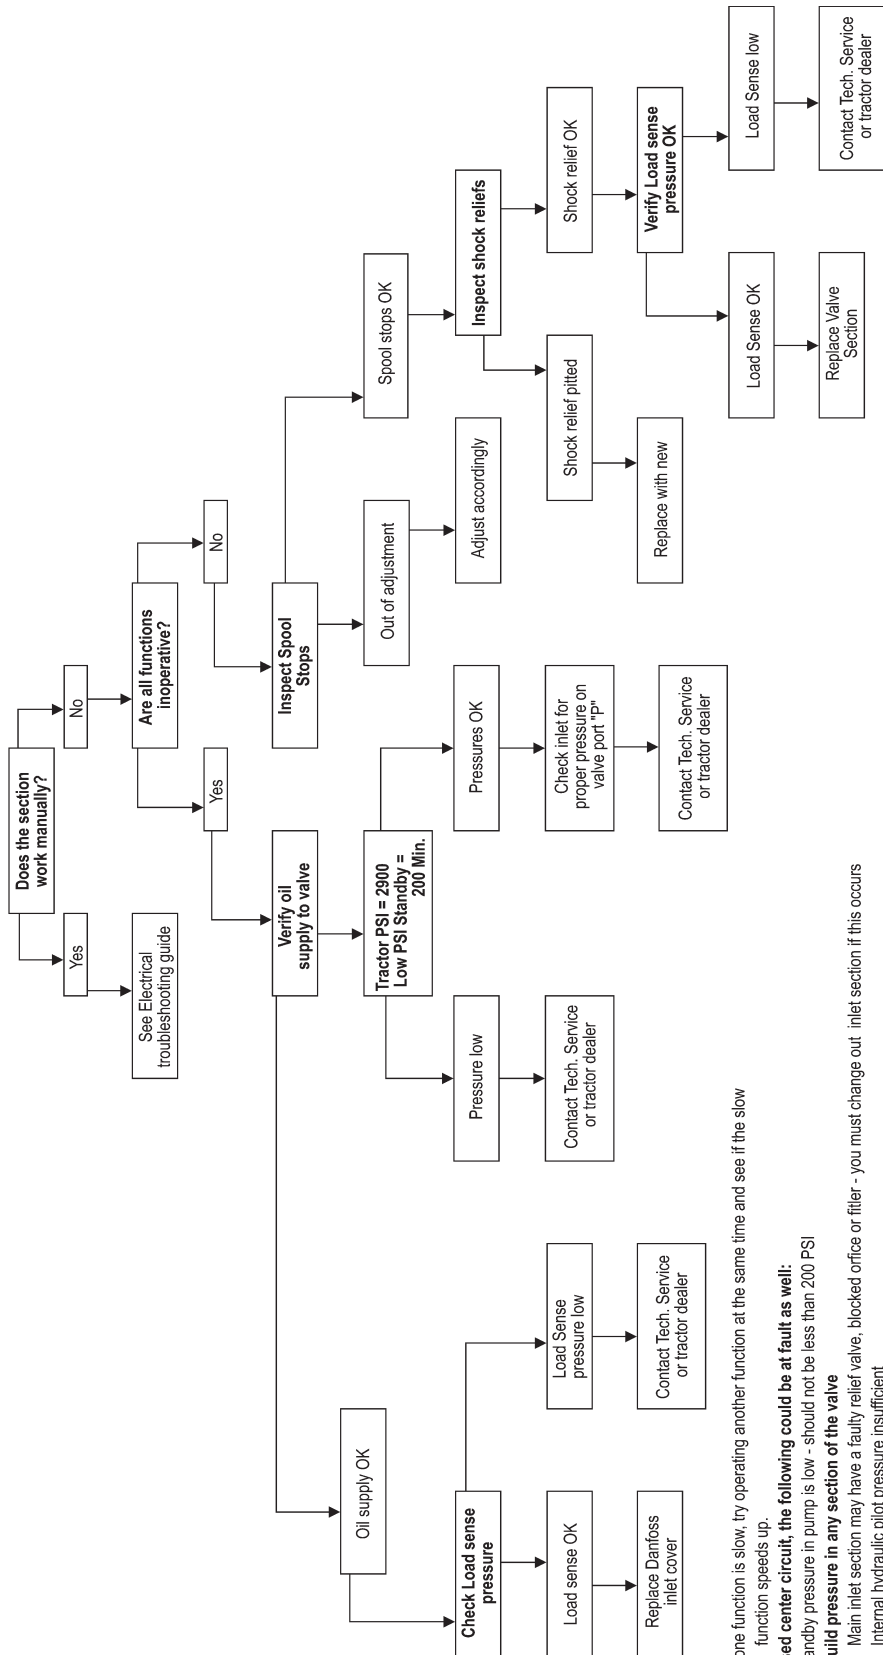 Does the section
work manually?
Yes
No
See Electrical
troubleshooting guide
Are all functions
inoperative?
Yes
No
Verify oil
supply to valve
Inspect Spool
Stops
Oil supply OK
Tractor PSI = 2900
Low PSI Standby =
200 Min.
Out of adjustment
Spool stops OK
Check Load sense
pressure
Pressure low
Pressures OK
Adjust accordingly
Inspect shock reliefs
Load sense OK
Load Sense
pressure low
Contact Tech. Service
or tractor dealer
Check inlet for
proper pressure on
valve port "P"
Shock relief pitted
Shock relief OK
Replace Danfoss
inlet cover
Contact Tech. Service
or tractor dealer
Contact Tech. Service
or tractor dealer
Replace with new
Verify Load sense
pressure OK
Load Sense OK
Load Sense low
Replace Valve
Section
Contact Tech. Service
or tractor dealer
one function is slow, try operating another function at the same time and see if the slow
function speeds up.
center circuit, the following could be at fault as well:
pressure in pump is low - should not be less than 200 PSI
pressure in any section of the valve
Main inlet section may have a faulty relief valve, blocked orfice or fitler - you must change out inlet section if this occurs
Internal hydraulic pilot pressure insufficient